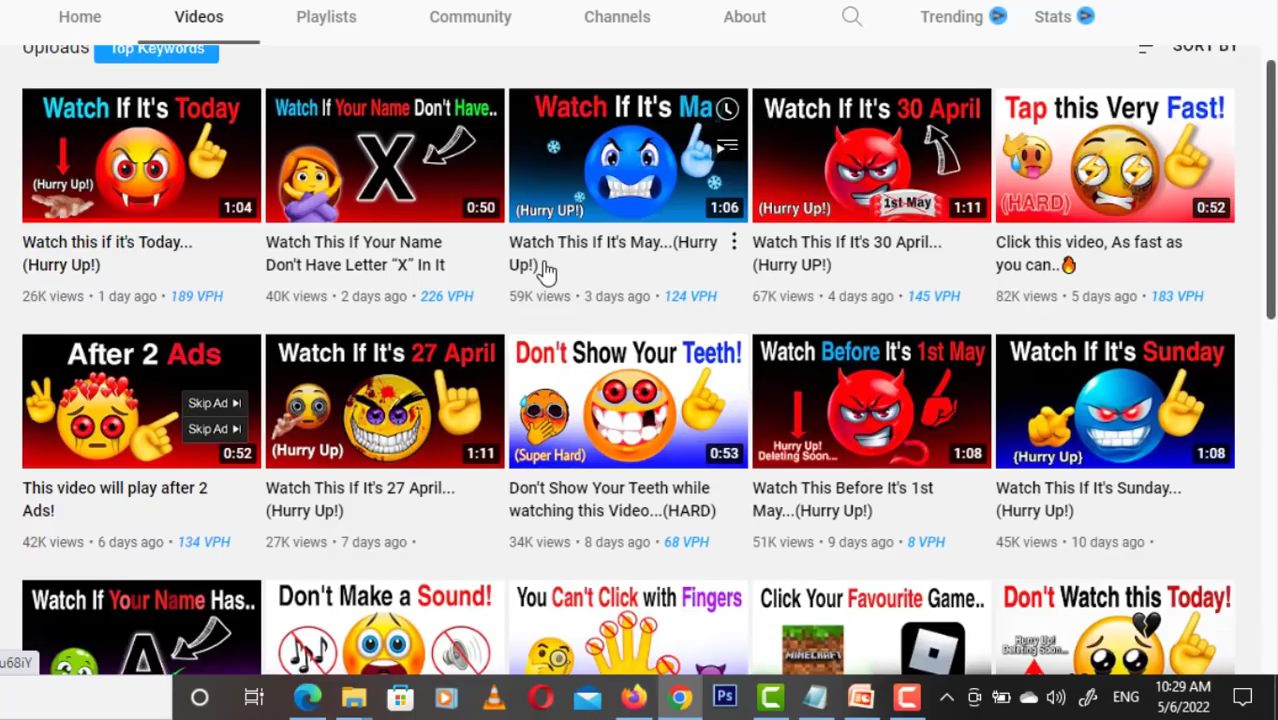 Home Videos Playlists Community Channels About Trending Stats
Uploads Top Keywords SORT BY
Watch If It's Today
(Hurry Up!)
1:04
Watch If Your Name Don't Have..
X
0:50
Watch If It's Ma
(Hurry UP!)
1:06
Watch If It's 30 April
(Hurry Up!)
1st May
1:11
Tap this Very Fast!
(HARD)
0:52
Watch this if it's Today...
(Hurry Up!)
26K views • 1 day ago • 189 VPH
Watch This If Your Name
Don't Have Letter “X” In It
40K views • 2 days ago • 226 VPH
Watch This If It's May...(Hurry
Up!)
59K views • 3 days ago • 124 VPH
Watch This If It's 30 April...
(Hurry UP!)
67K views • 4 days ago • 145 VPH
Click this video, As fast as
you can..🔥
82K views • 5 days ago • 183 VPH
After 2 Ads
Skip Ad
Skip Ad
0:52
Watch If It's 27 April
(Hurry Up)
1:11
Don't Show Your Teeth!
(Super Hard)
0:53
Watch Before It's 1st May
Hurry Up!
Deleting Soon...
1:08
Watch If It's Sunday
{Hurry Up}
1:08
This video will play after 2
Ads!
42K views • 6 days ago • 134 VPH
Watch This If It's 27 April...
(Hurry Up!)
27K views • 7 days ago •
Don't Show Your Teeth while
watching this Video...(HARD)
34K views • 8 days ago • 68 VPH
Watch This Before It's 1st
May...(Hurry Up!)
51K views • 9 days ago • 8 VPH
Watch This If It's Sunday...
(Hurry Up!)
45K views • 10 days ago •
Watch If Your Name Has..
A
Don't Make a Sound!
You Can't Click with Fingers
Click Your Favourite Game..
MINECRAFT
Don't Watch this Today!
Hurry Up!
Deleting Soon...
u68iY
Ps
ENG
10:29 AM
5/6/2022